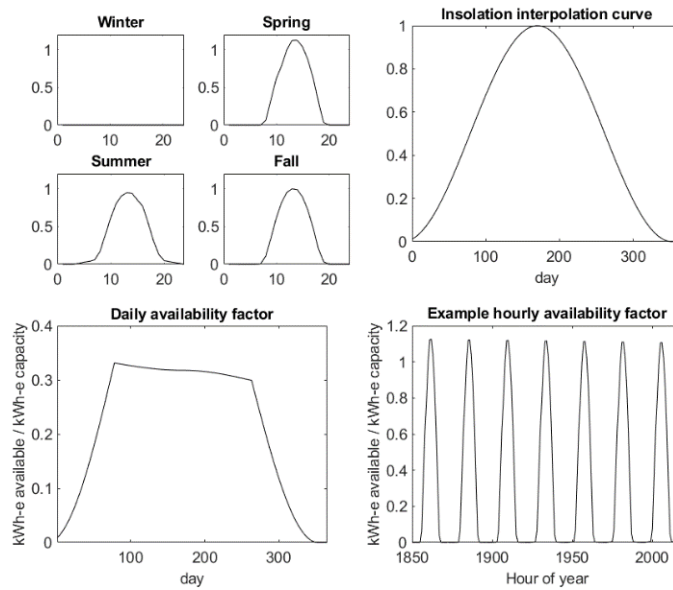 Winter
1
0.5
0
0 10 20
Spring
1
0.5
0
0 10 20
Summer
1
0.5
0
0 10 20
Fall
1
0.5
0
0 10 20
Insolation interpolation curve
1
0.8
0.6
0.4
0.2
0
0 100 200 300
day
Daily availability factor
kWh-e available / kWh-e capacity
0.4
0.3
0.2
0.1
0
100 200 300
day
Example hourly availability factor
kWh-e available / kWh-e capacity
1.2
1
0.8
0.6
0.4
0.2
0
1850 1900 1950 2000
Hour of year